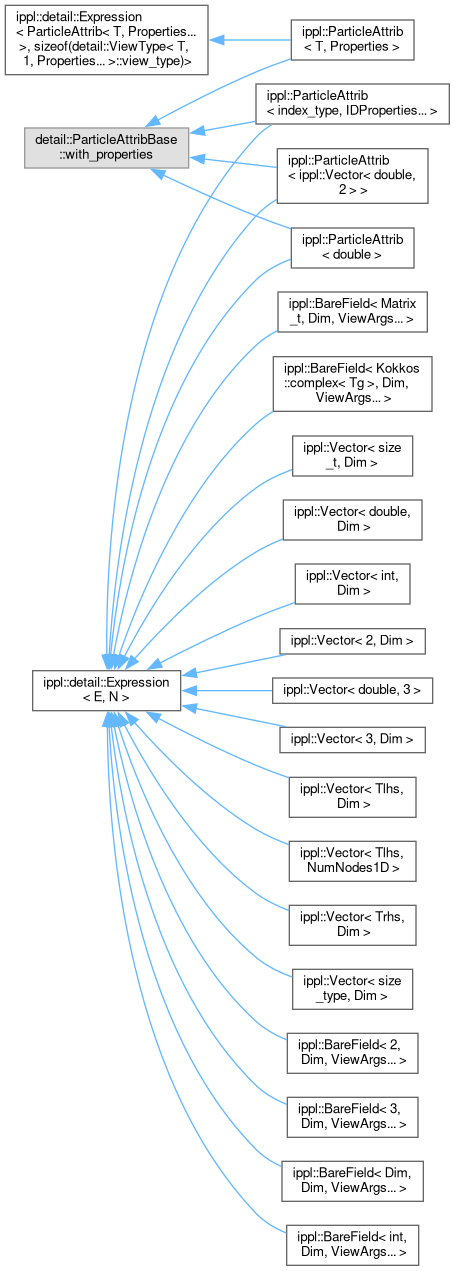 ippl::detail::Expression
< ParticleAttrib< T, Properties...
>, sizeof(detail::ViewType< T,
1, Properties... >::view_type)>
ippl::ParticleAttrib
< T, Properties >
ippl::ParticleAttrib
< index_type, IDProperties... >
detail::ParticleAttribBase
::with_properties
ippl::ParticleAttrib
< ippl::Vector< double,
2 > >
ippl::ParticleAttrib
< double >
ippl::BareField< Matrix
_t, Dim, ViewArgs... >
ippl::BareField< Kokkos
::complex< Tg >, Dim,
ViewArgs... >
ippl::Vector< size
_t, Dim >
ippl::Vector< double,
Dim >
ippl::Vector< int,
Dim >
ippl::Vector< 2, Dim >
ippl::detail::Expression
< E, N >
ippl::Vector< double, 3 >
ippl::Vector< 3, Dim >
ippl::Vector< Tlhs,
Dim >
ippl::Vector< Tlhs,
NumNodes1D >
ippl::Vector< Trhs,
Dim >
ippl::Vector< size
_type, Dim >
ippl::BareField< 2,
Dim, ViewArgs... >
ippl::BareField< 3,
Dim, ViewArgs... >
ippl::BareField< Dim,
Dim, ViewArgs... >
ippl::BareField< int,
Dim, ViewArgs... >